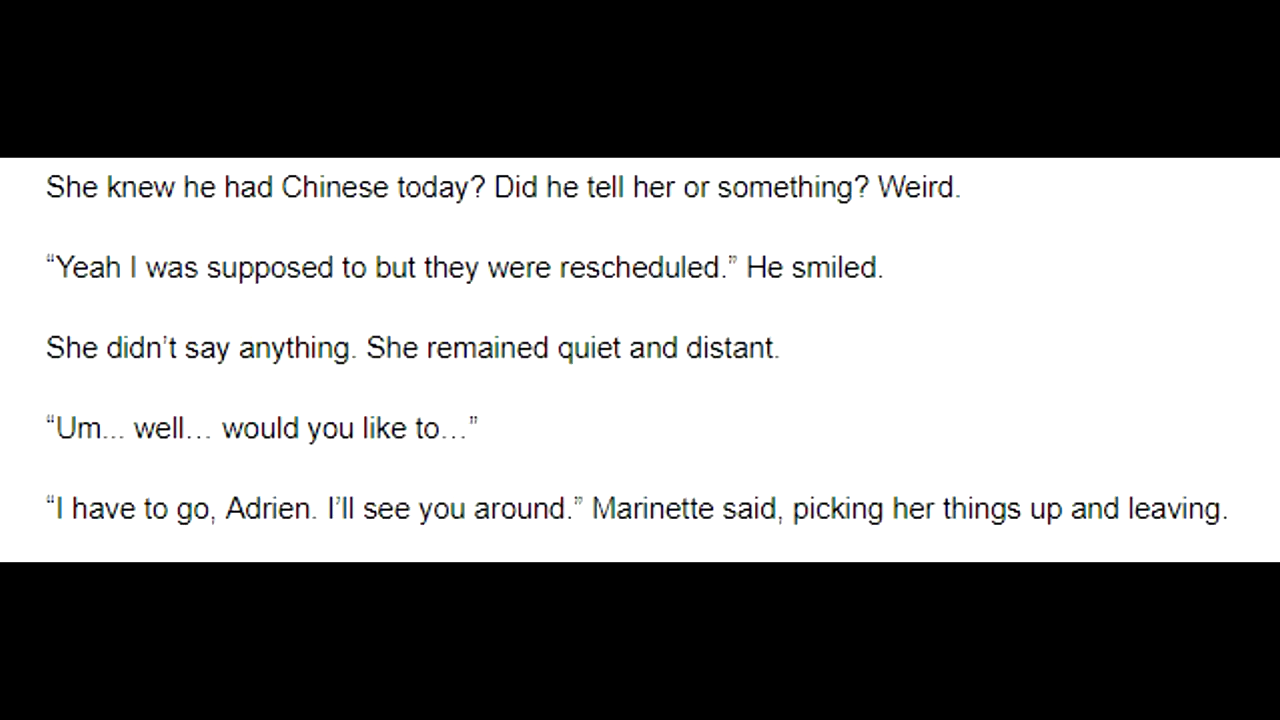 She knew he had Chinese today? Did he tell her or something? Weird.
“Yeah I was supposed to but they were rescheduled.” He smiled.
She didn’t say anything. She remained quiet and distant.
“Um... well… would you like to…”
“I have to go, Adrien. I’ll see you around.” Marinette said, picking her things up and leaving.